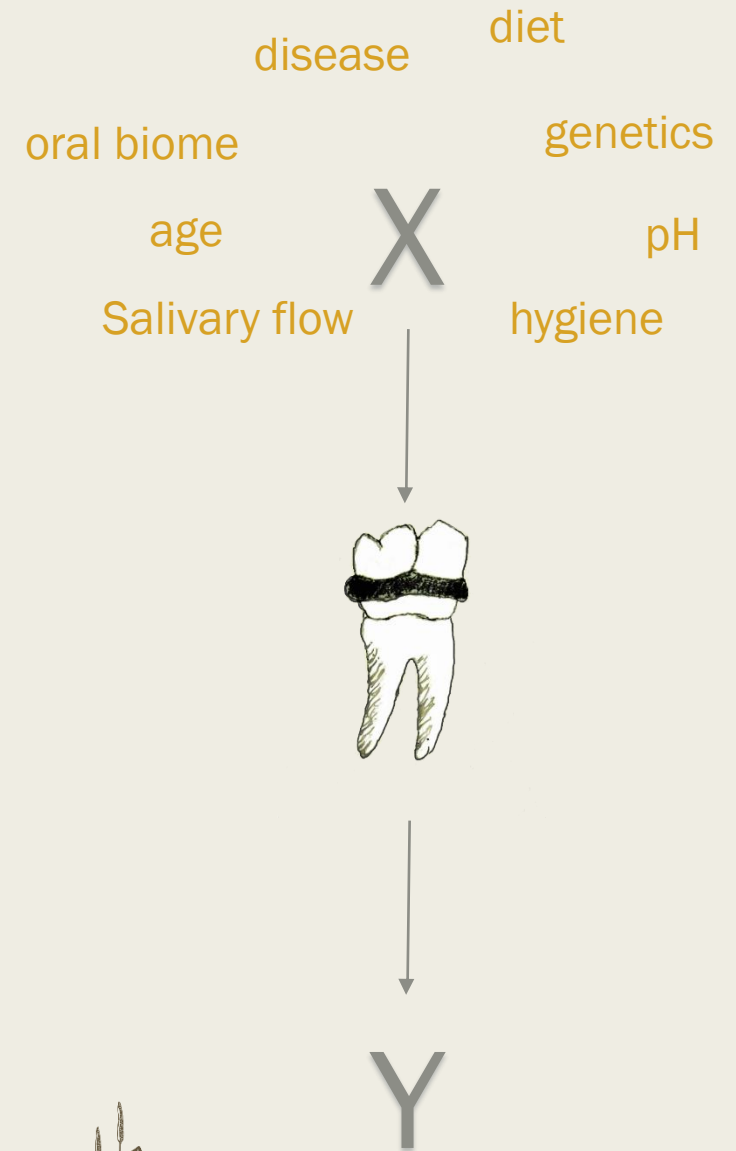 diet
disease
genetics
oral biome
X
age
pH
Salivary flow
hygiene
Y